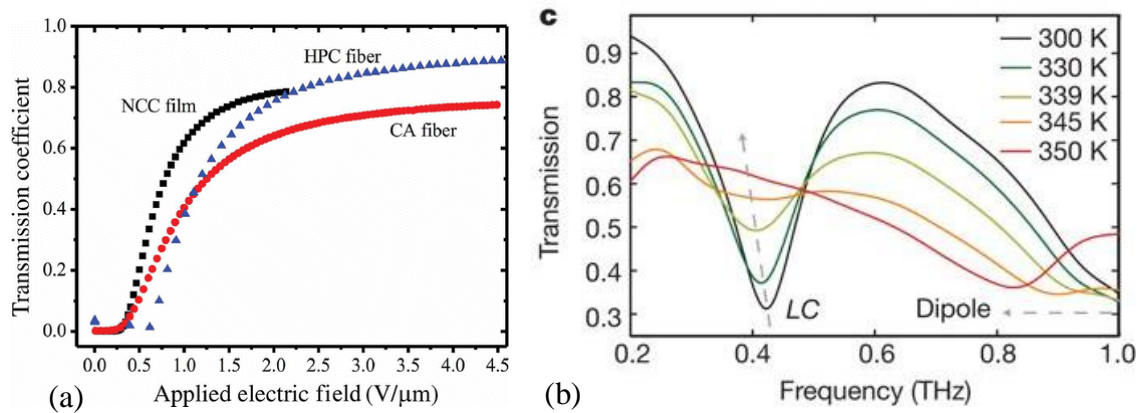 1.0
0.8
0.6
0.4
0.2
0.0
Transmission coefficient
HPC fiber
NCC film
CA fiber
0.0 0.5 1.0 1.5 2.0 2.5 3.0 3.5 4.0 4.5
Applied electric field (V/μm)
(a)
c
0.9
0.8
0.7
0.6
0.5
0.4
0.3
Transmission
300 K
330 K
339 K
345 K
350 K
LC
Dipole
0.2 0.4 0.6 0.8 1.0
Frequency (THz)
(b)